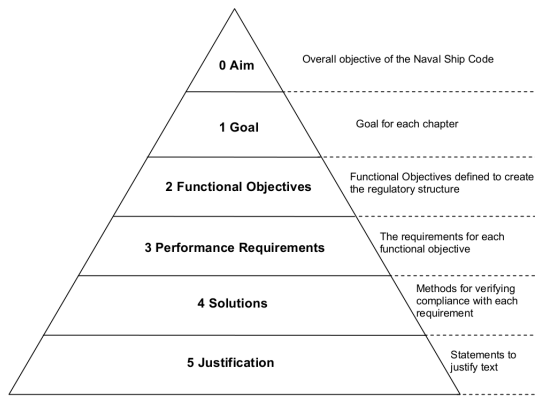 0 Aim
Overall objective of the Naval Ship Code
1 Goal
Goal for each chapter
2 Functional Objectives
Functional Objectives defined to create
the regulatory structure
3 Performance Requirements
The requirements for each
functional objective
4 Solutions
Methods for verifying
compliance with each
requirement
5 Justification
Statements to
justify text